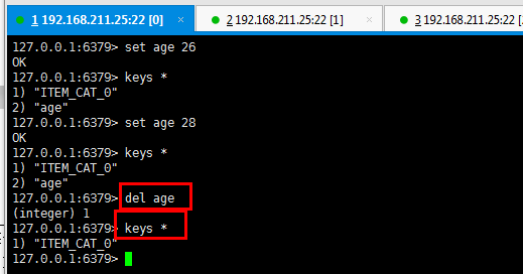 1 192.168.211.25:22 [0] × 2 192.168.211.25:22 [1] × 3 192.168.211.25:22 [
127.0.0.1:6379> set age 26
OK
127.0.0.1:6379> keys *
1) "ITEM_CAT_0"
2) "age"
127.0.0.1:6379> set age 28
OK
127.0.0.1:6379> keys *
1) "ITEM_CAT_0"
2) "age"
127.0.0.1:6379> del age
(integer) 1
127.0.0.1:6379> keys *
1) "ITEM_CAT_0"
127.0.0.1:6379>